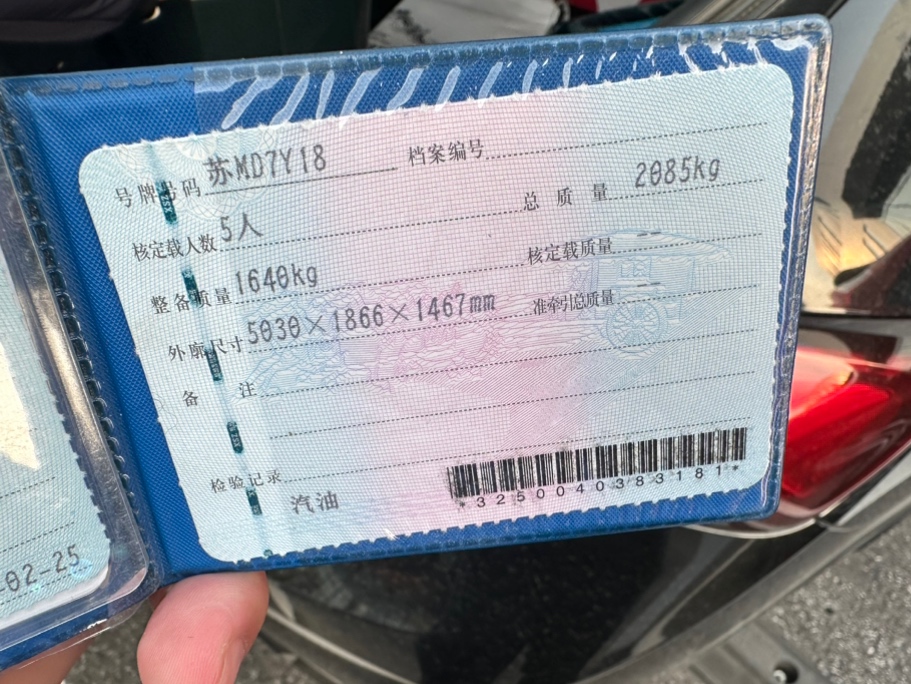 号牌号码 苏MD7Y18 档案编号
核定载人数 5人 总质量 2085kg
整备质量 1640kg 核定载质量 --
外廓尺寸 5030×1866×1467mm 准牵引总质量 --
备注
检验记录 汽油
*3250040383181*
-02-25